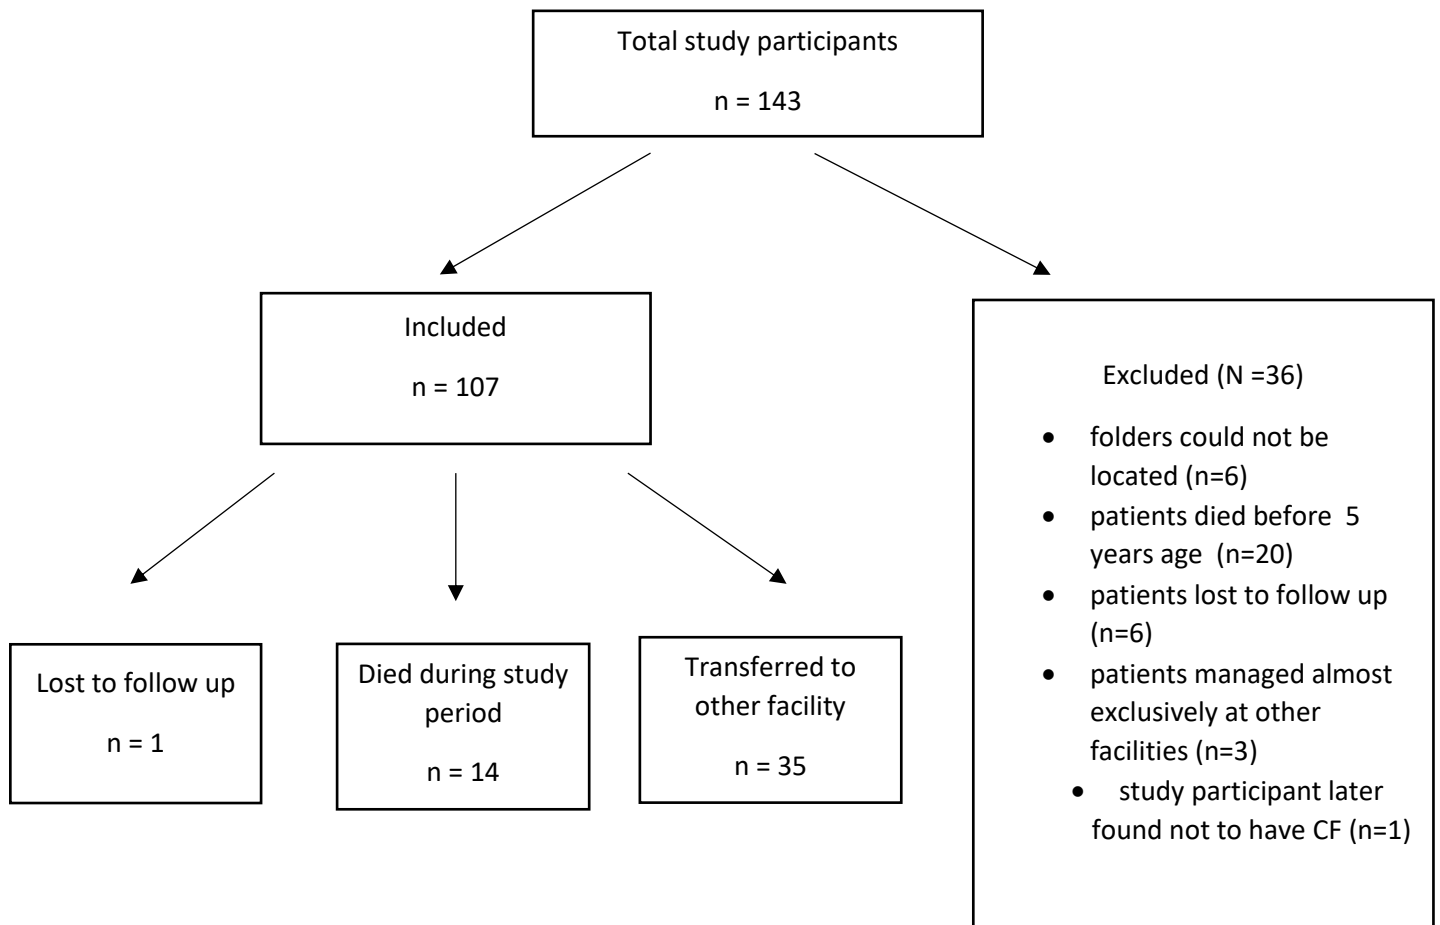 Total study participants
n = 143
Included
n = 107
Excluded (N =36)
• folders could not be
located (n=6)
• patients died before 5
years age (n=20)
• patients lost to follow up
(n=6)
• patients managed almost
exclusively at other
facilities (n=3)
• study participant later
found not to have CF (n=1)
Lost to follow up
n = 1
Died during study
period
n = 14
Transferred to
other facility
n = 35